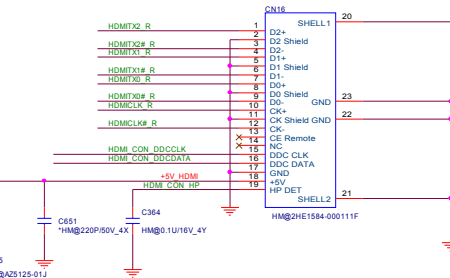 CN16
HDMITX2_R 1 D2+ SHELL1 20
2 D2 Shield
HDMITX2#_R 3 D2-
HDMITX1_R 4 D1+
5 D1 Shield
HDMITX1#_R 6 D1-
HDMITX0_R 7 D0+
8 D0 Shield
HDMITX0#_R 9 D0- GND 23
HDMICLK_R 10 CK+
11 CK Shield GND 22
HDMICLK#_R 12 CK-
13 CE Remote
14 NC
HDMI_CON_DDCCLK 15 DDC CLK
HDMI_CON_DDCDATA 16 DDC DATA
17 GND
+5V_HDMI 18 +5V
HDMI_CON_HP 19 HP DET
SHELL2 21
HM@2HE1584-000111F
C651
*HM@220P/50V_4X
C364
HM@0.1U/16V_4Y
@AZ5125-01J